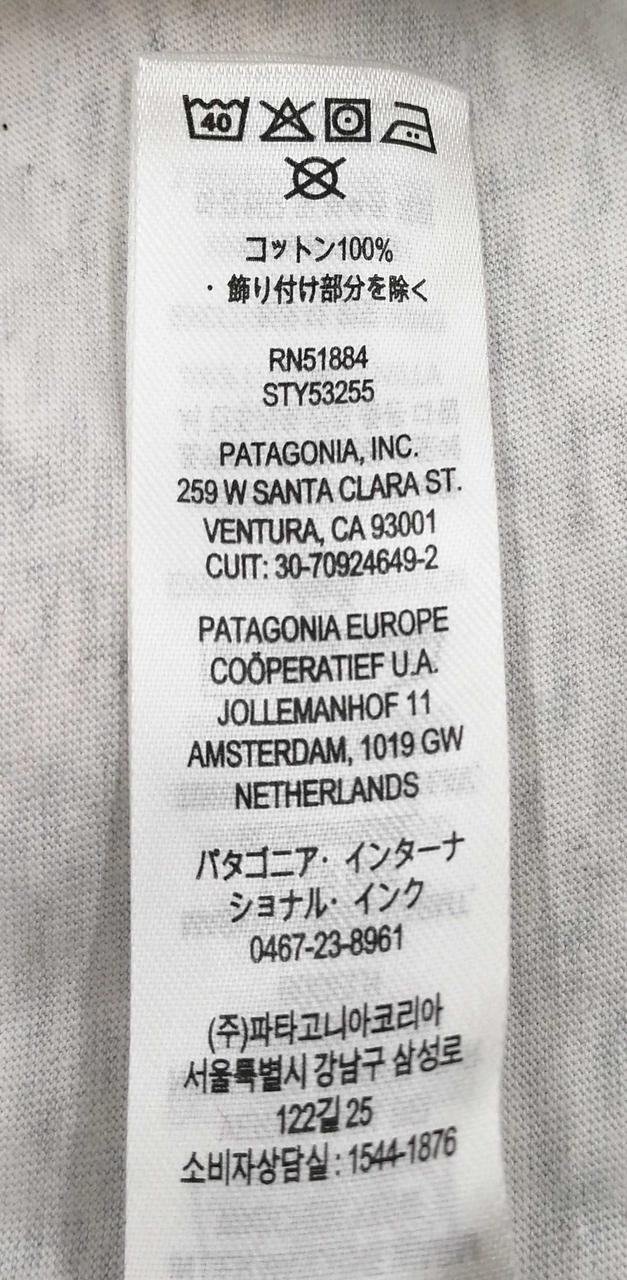 40
コットン100%
・飾り付け部分を除く
RN51884
STY53255
PATAGONIA, INC.
259 W SANTA CLARA ST.
VENTURA, CA 93001
CUIT: 30-70924649-2
PATAGONIA EUROPE
COÖPERATIEF U.A.
JOLLEMANHOF 11
AMSTERDAM, 1019 GW
NETHERLANDS
パタゴニア・インターナ
ショナル・インク
0467-23-8961
(주)파타고니아코리아
서울특별시 강남구 삼성로
122길 25
소비자상담실 : 1544-1876